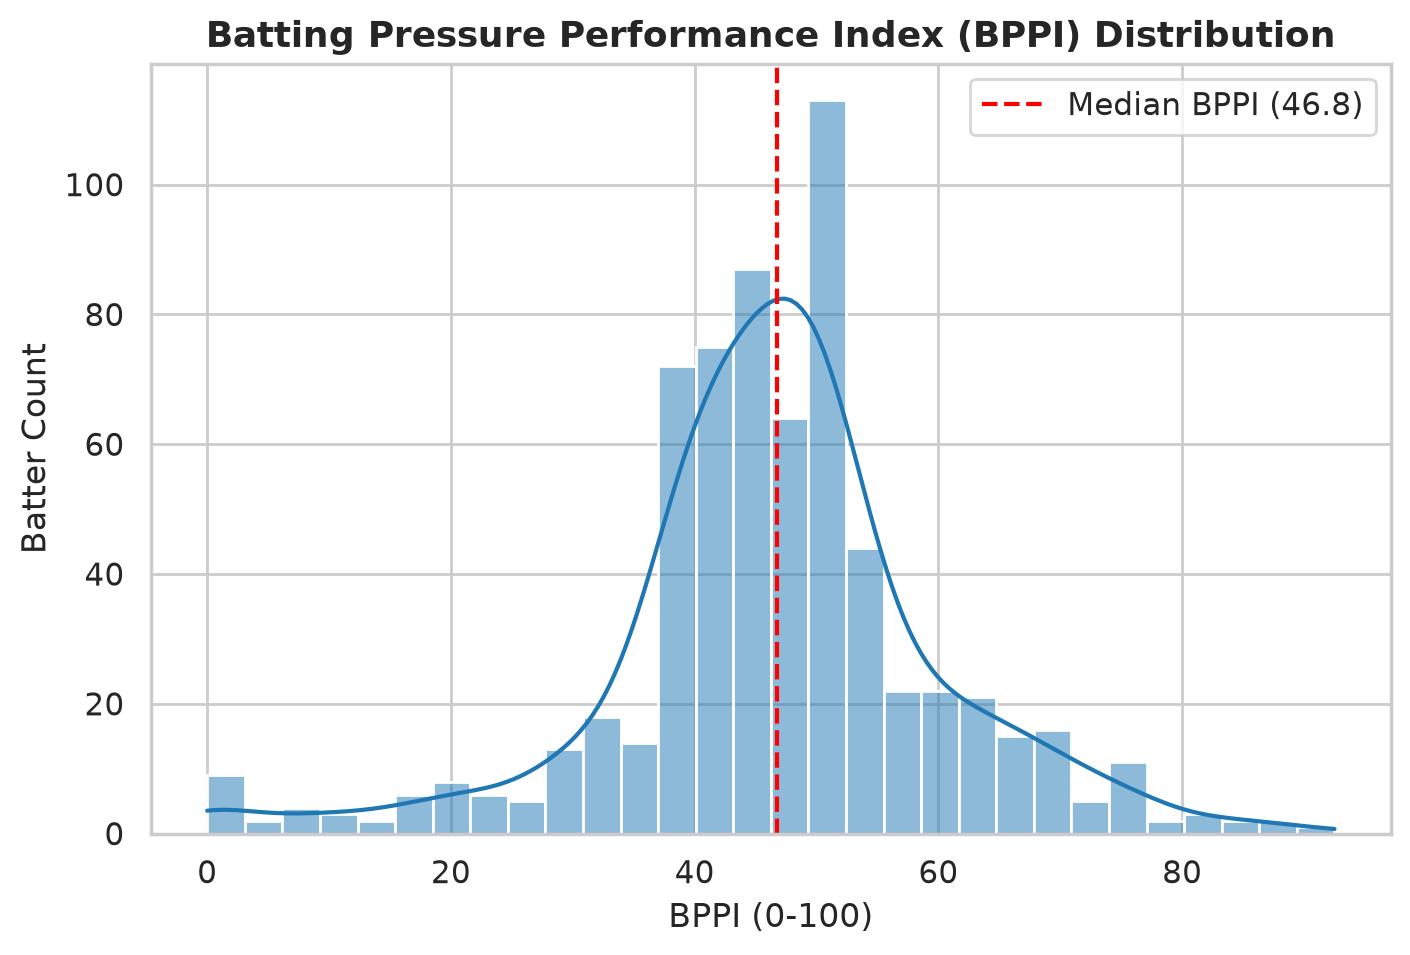 Batting Pressure Performance Index (BPPI) Distribution
Median BPPI (46.8)
Batter Count
100
80
60
40
20
0
0 20 40 60 80
BPPI (0-100)